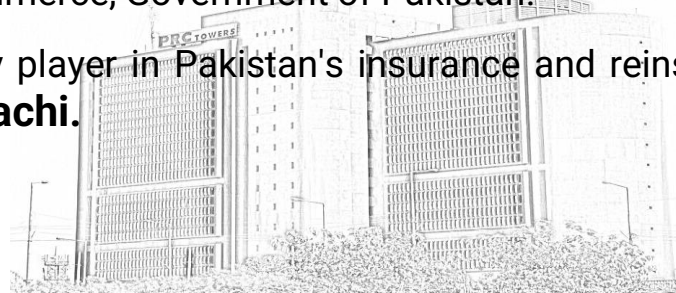 merce, Government of Pakistan.
PRC TOWERS
player in Pakistan's insurance and reins
achi.